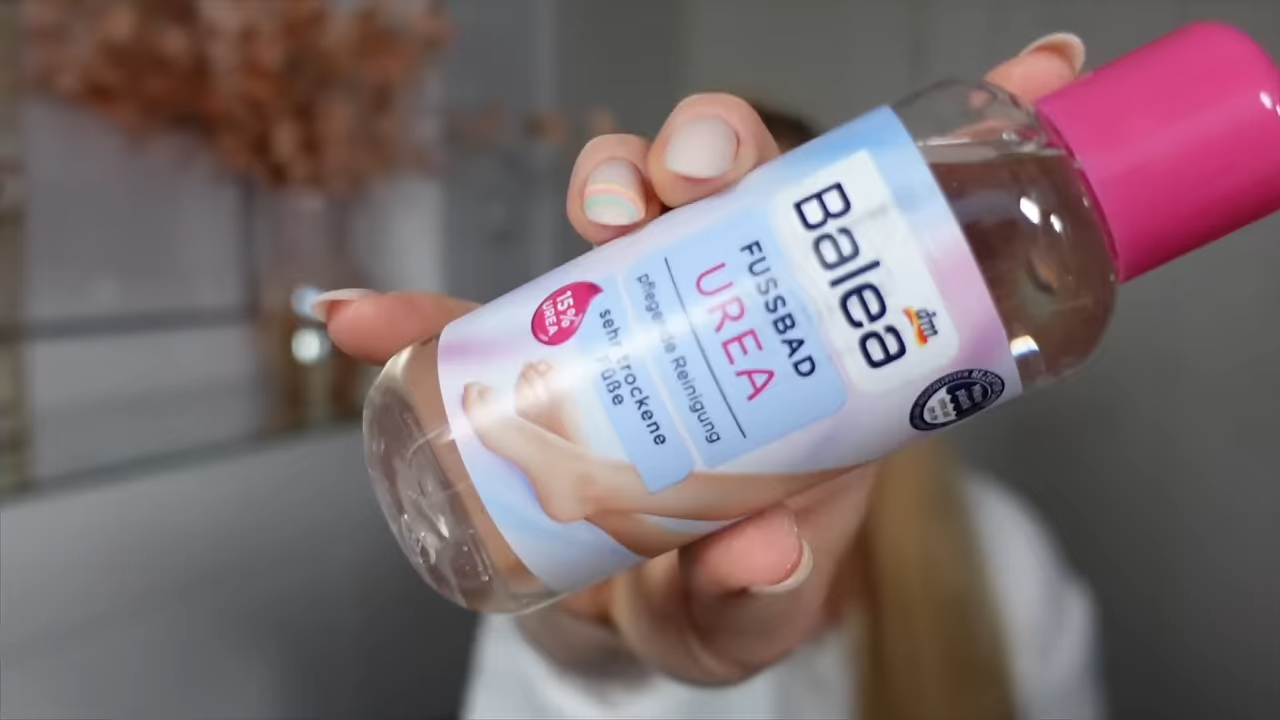 Balea
dm
FUSSBAD
UREA
pflegende Reinigung
sehr trockene
Füße
15%
UREA